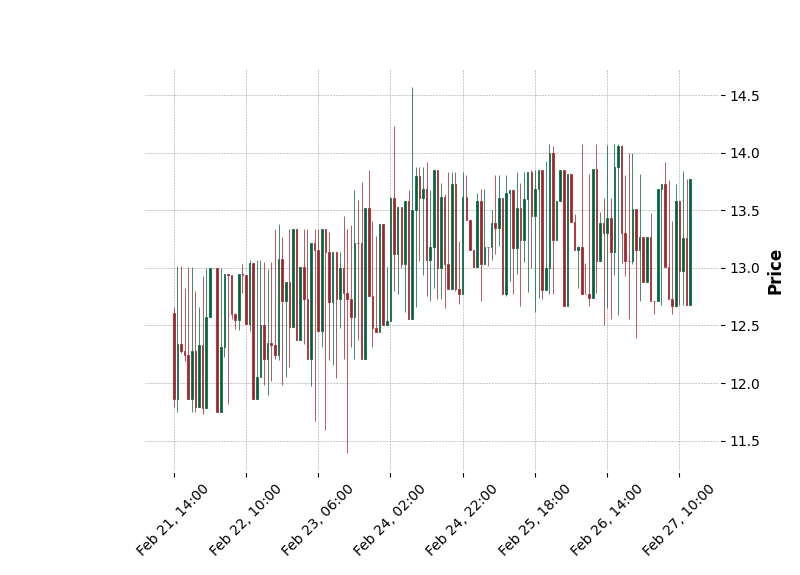 14.5
14.0
13.5
13.0
12.5
12.0
11.5
Price
Feb 21, 14:00
Feb 22, 10:00
Feb 23, 06:00
Feb 24, 02:00
Feb 24, 22:00
Feb 25, 18:00
Feb 26, 14:00
Feb 27, 10:00